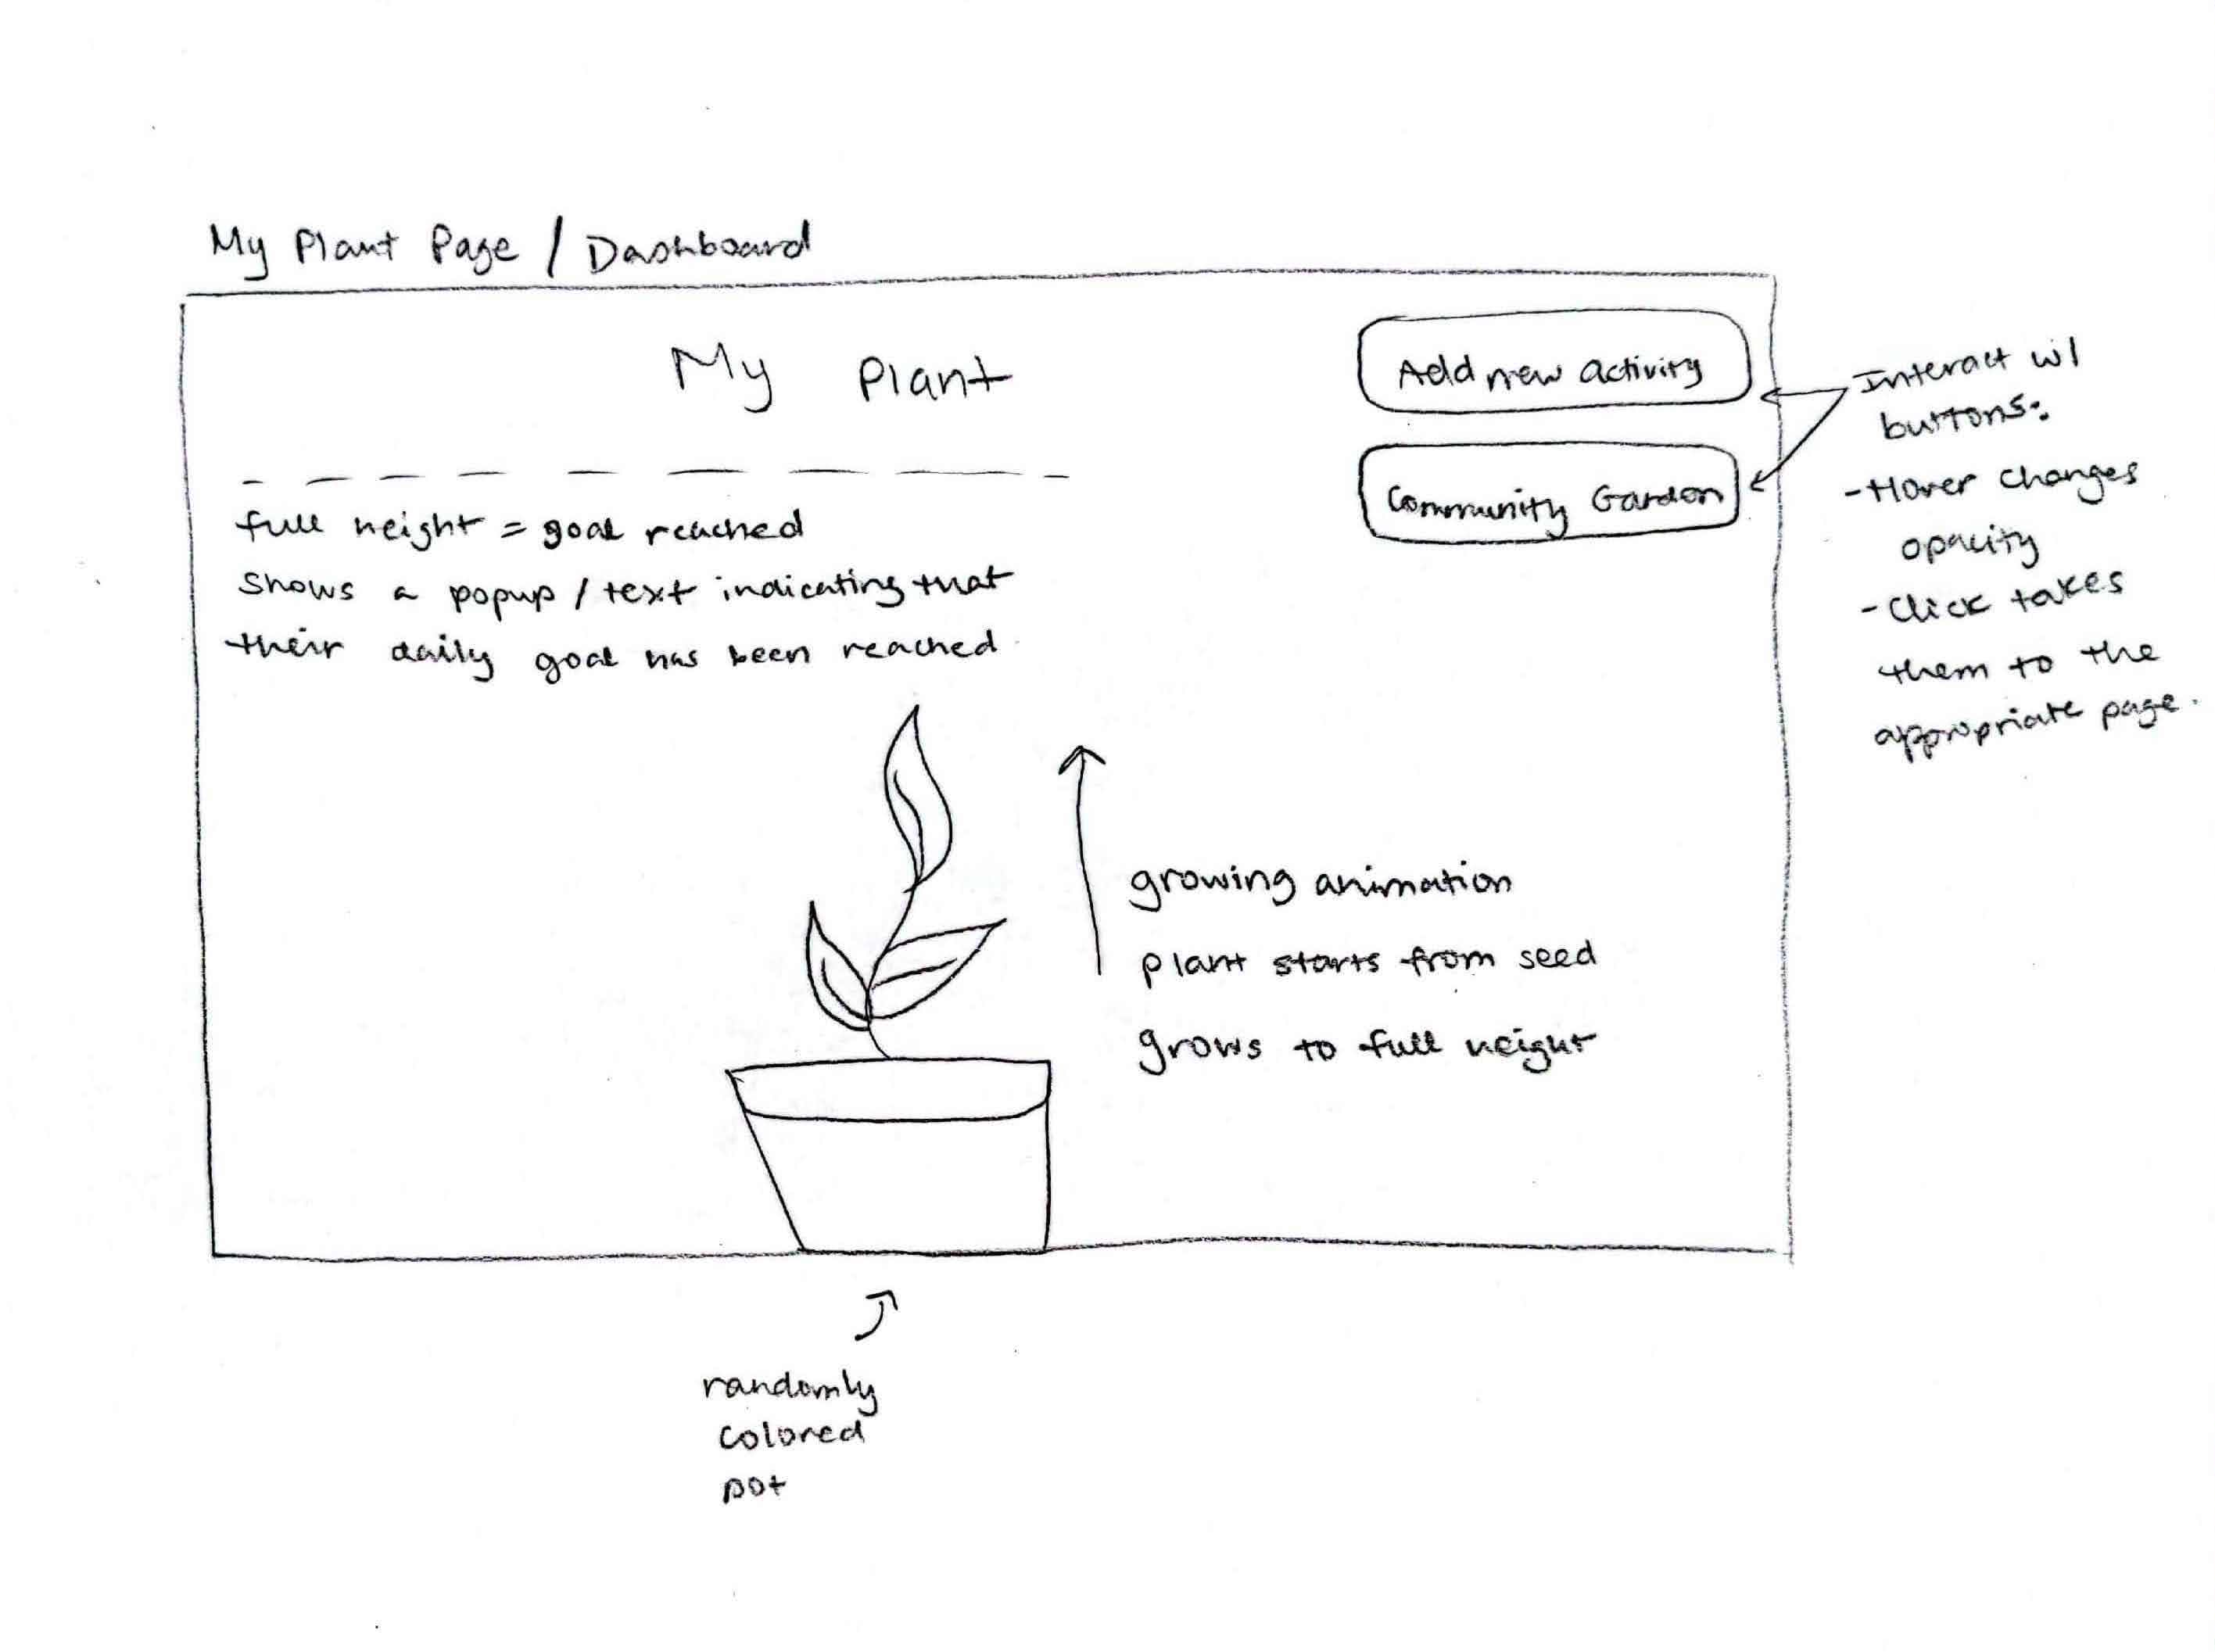 My Plant Page / Dashboard
My Plant
Add new activity
Community Garden
Interact w/
buttons:
- Hover changes
opacity
- Click takes
them to the
appropriate page.
full height = goal reached
shows a popup / text indicating that
their daily goal has been reached
growing animation
plant starts from seed
grows to full height
randomly
colored
pot